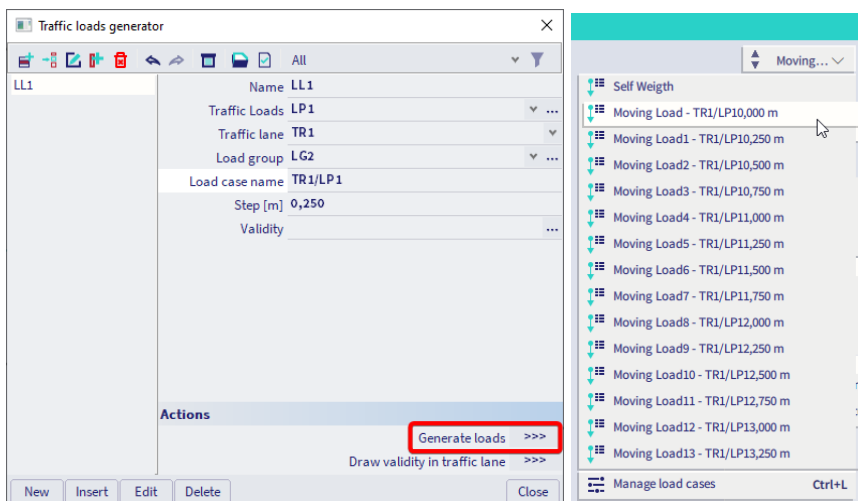 Traffic loads generator
All
LL1
Name LL1
Traffic Loads LP1
Traffic lane TR1
Load group LG2
Load case name TR1/LP1
Step [m] 0,250
Validity
Actions
Generate loads >>>
Draw validity in traffic lane >>>
New Insert Edit Delete Close
Moving...
Self Weigth
Moving Load - TR1/LP10,000 m
Moving Load1 - TR1/LP10,250 m
Moving Load2 - TR1/LP10,500 m
Moving Load3 - TR1/LP10,750 m
Moving Load4 - TR1/LP11,000 m
Moving Load5 - TR1/LP11,250 m
Moving Load6 - TR1/LP11,500 m
Moving Load7 - TR1/LP11,750 m
Moving Load8 - TR1/LP12,000 m
Moving Load9 - TR1/LP12,250 m
Moving Load10 - TR1/LP12,500 m
Moving Load11 - TR1/LP12,750 m
Moving Load12 - TR1/LP13,000 m
Moving Load13 - TR1/LP13,250 m
Manage load cases Ctrl+L